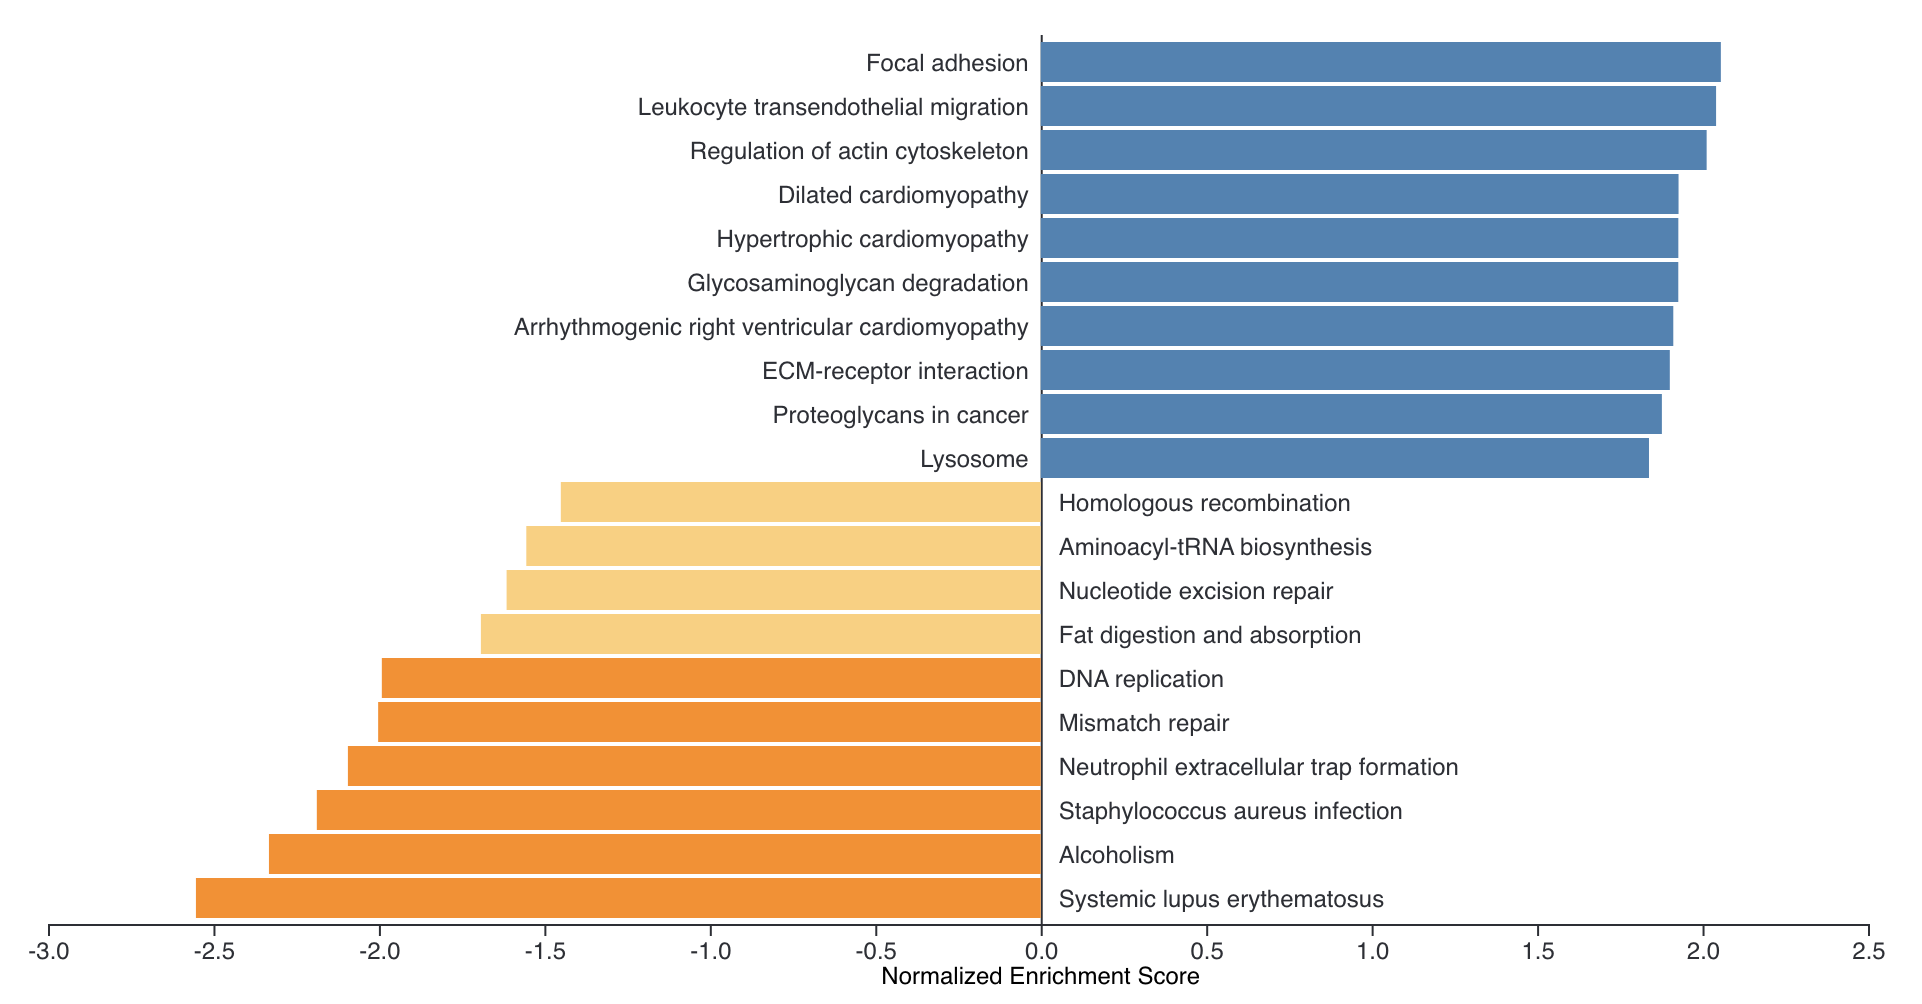 Focal adhesion
Leukocyte transendothelial migration
Regulation of actin cytoskeleton
Dilated cardiomyopathy
Hypertrophic cardiomyopathy
Glycosaminoglycan degradation
Arrhythmogenic right ventricular cardiomyopathy
ECM-receptor interaction
Proteoglycans in cancer
Lysosome
Homologous recombination
Aminoacyl-tRNA biosynthesis
Nucleotide excision repair
Fat digestion and absorption
DNA replication
Mismatch repair
Neutrophil extracellular trap formation
Staphylococcus aureus infection
Alcoholism
Systemic lupus erythematosus
-3.0 -2.5 -2.0 -1.5 -1.0 -0.5 0.0 0.5 1.0 1.5 2.0 2.5
Normalized Enrichment Score